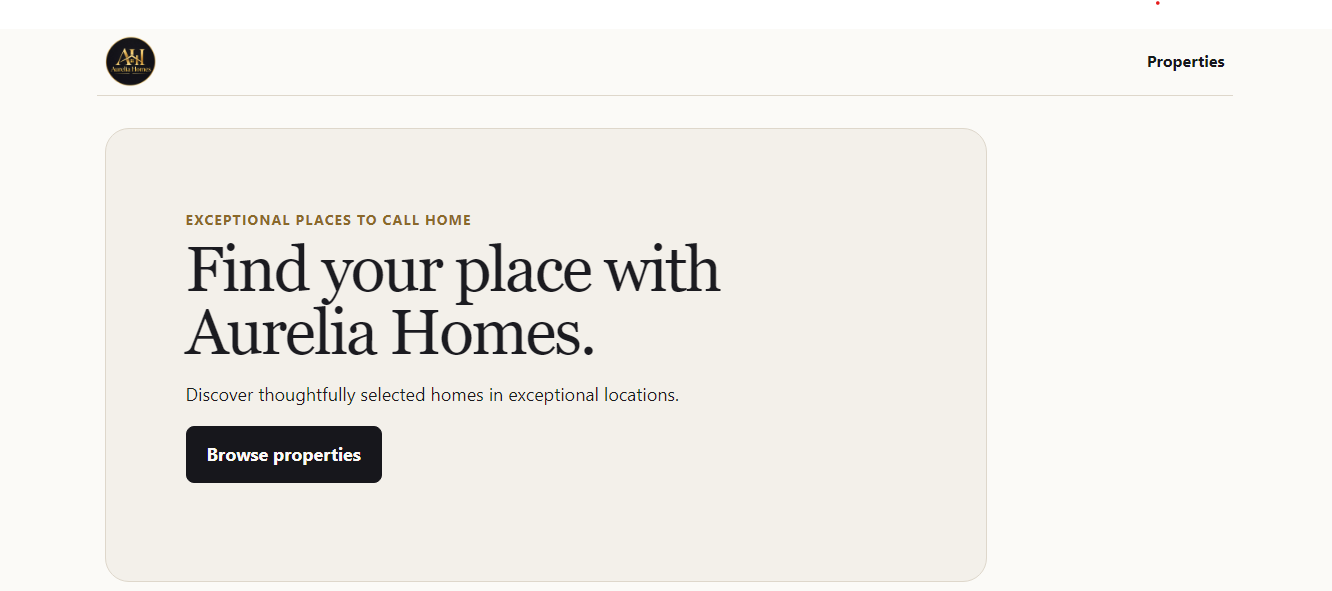 AH
Aurelia Homes
Properties
EXCEPTIONAL PLACES TO CALL HOME
Find your place with
Aurelia Homes.
Discover thoughtfully selected homes in exceptional locations.
Browse properties